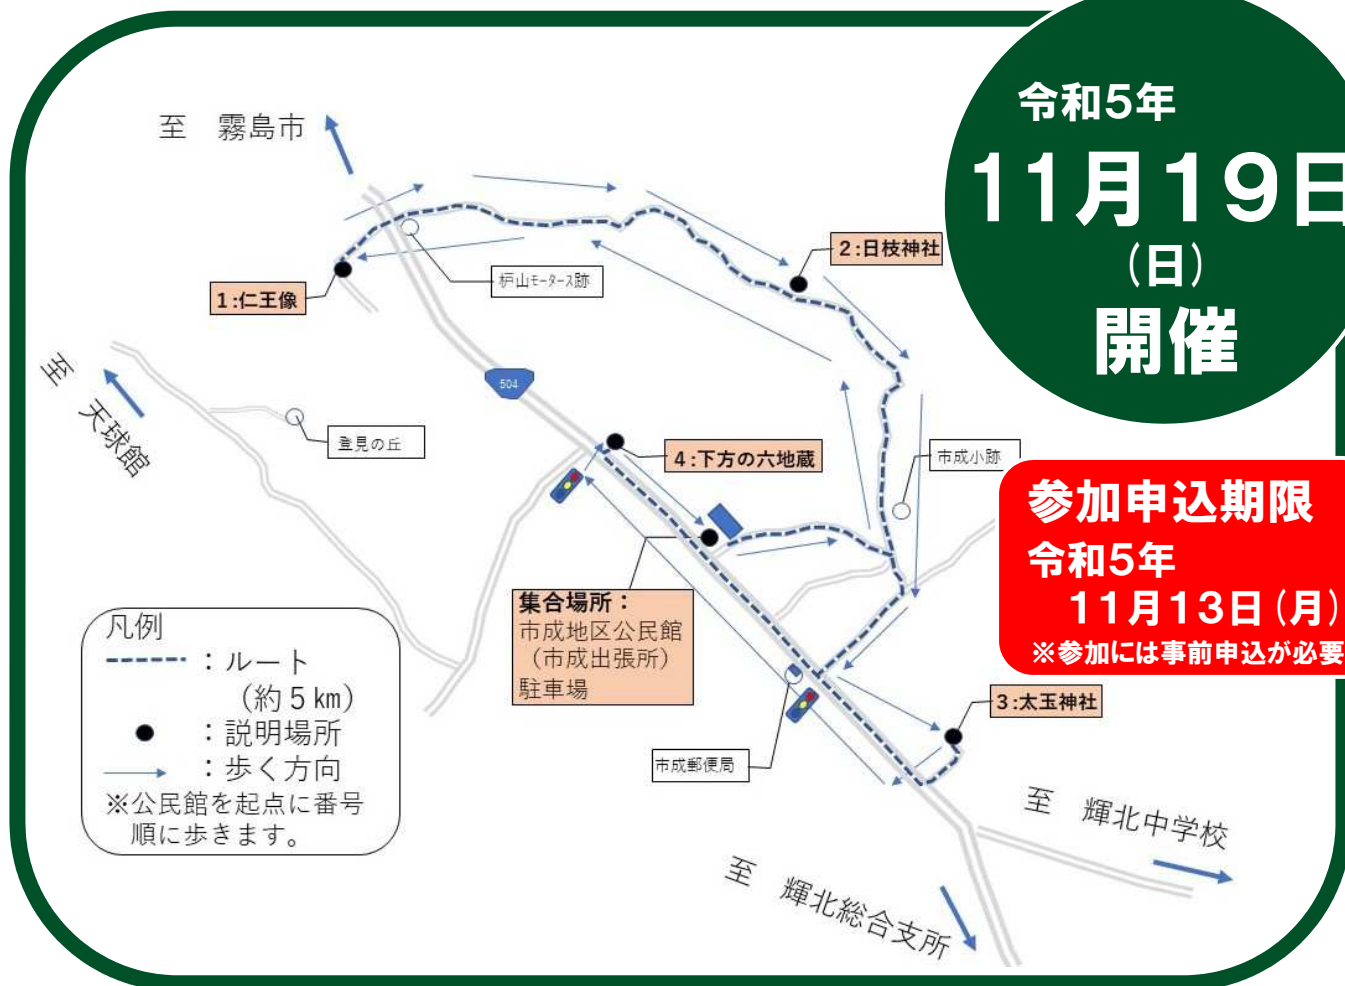 令和5年
11月19日
(日)
開催
至　霧島市
2:日枝神社
枦山モータース跡
1:仁王像
至　天球館
504
登見の丘
4:下方の六地蔵
市成小跡
参加申込期限
令和5年
11月13日(月)
※参加には事前申込が必要
集合場所：
市成地区公民館
（市成出張所）
駐車場
凡例
：ルート
（約5㎞）
：説明場所
：歩く方向
※公民館を起点に番号
順に歩きます。
3:太玉神社
市成郵便局
至　輝北中学校
至　輝北総合支所